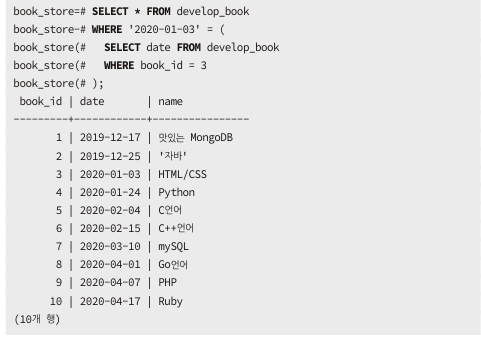 book_store=# SELECT * FROM develop_book
book_store-# WHERE '2020-01-03' = (
book_store(#   SELECT date FROM develop_book
book_store(#   WHERE book_id = 3
book_store(# );
 book_id | date       | name
---------+------------+----------------
       1 | 2019-12-17 | 맛있는 MongoDB
       2 | 2019-12-25 | '자바'
       3 | 2020-01-03 | HTML/CSS
       4 | 2020-01-24 | Python
       5 | 2020-02-04 | C언어
       6 | 2020-02-15 | C++언어
       7 | 2020-03-10 | mySQL
       8 | 2020-04-01 | Go언어
       9 | 2020-04-07 | PHP
      10 | 2020-04-17 | Ruby
(10개 행)